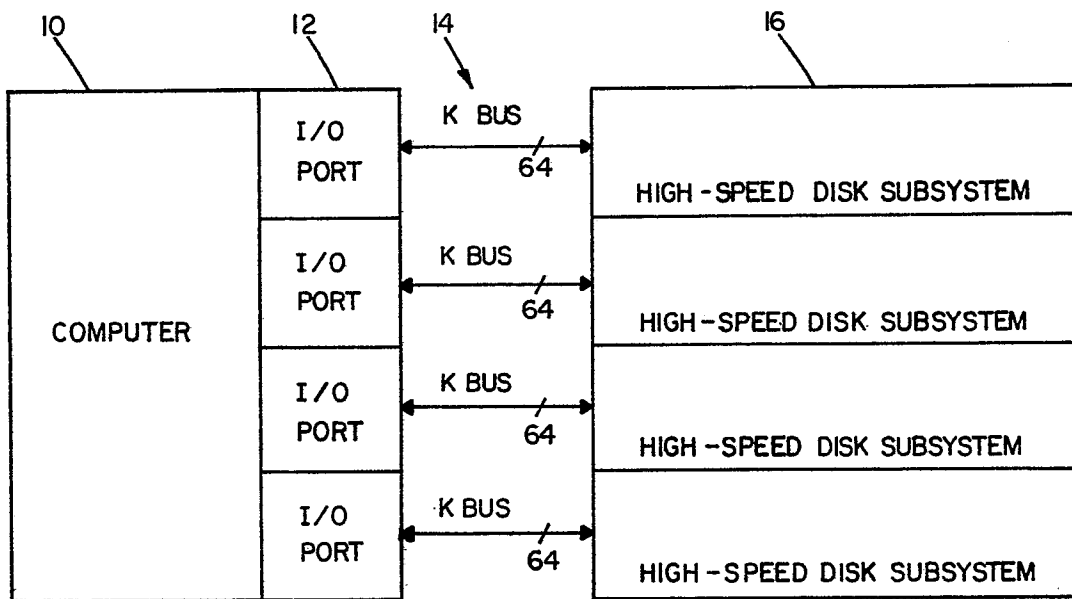 10
12
14
16
I/O
PORT
K BUS
64
HIGH-SPEED DISK SUBSYSTEM
I/O
PORT
K BUS
64
HIGH-SPEED DISK SUBSYSTEM
COMPUTER
I/O
PORT
K BUS
64
HIGH-SPEED DISK SUBSYSTEM
I/O
PORT
K BUS
64
HIGH-SPEED DISK SUBSYSTEM